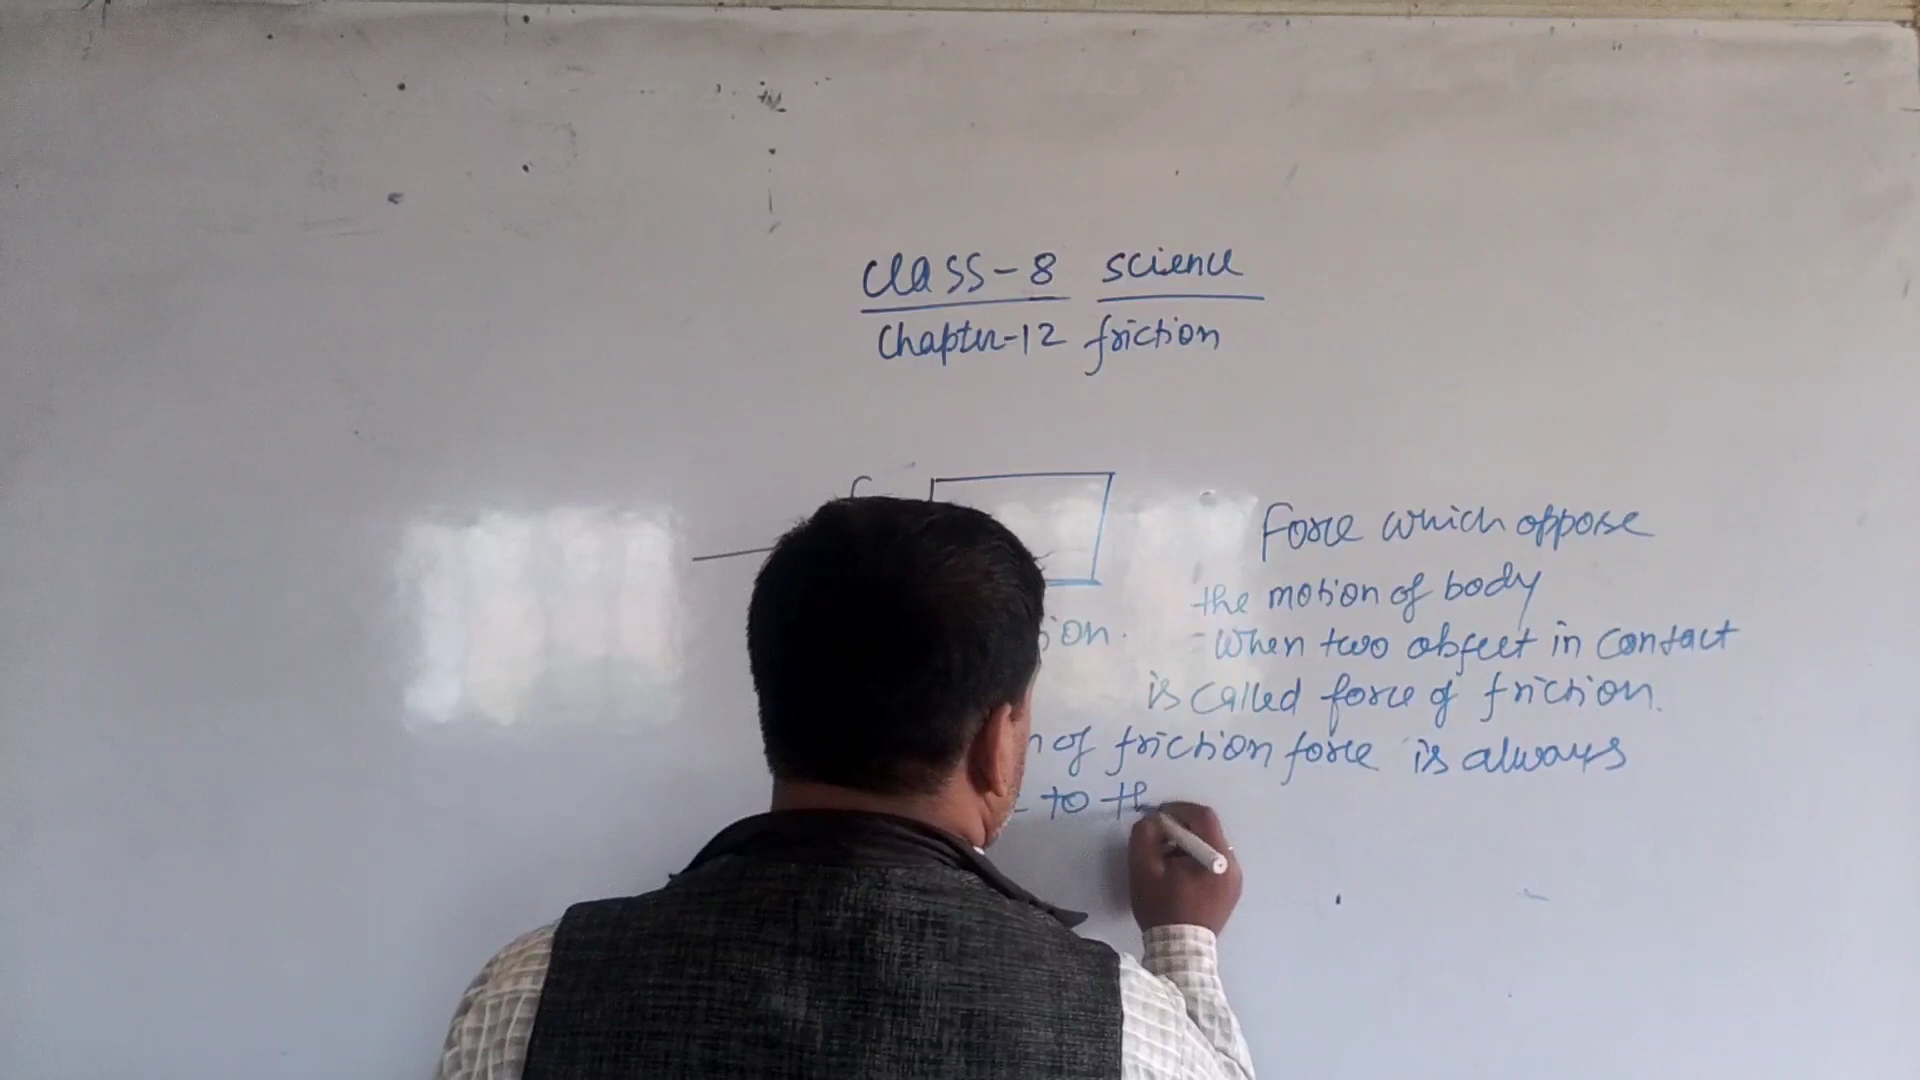 Class-8 science
Chapter-12 friction
Force which oppose
the motion of body
when two object in contact
is called force of friction.
of friction force is always
to th